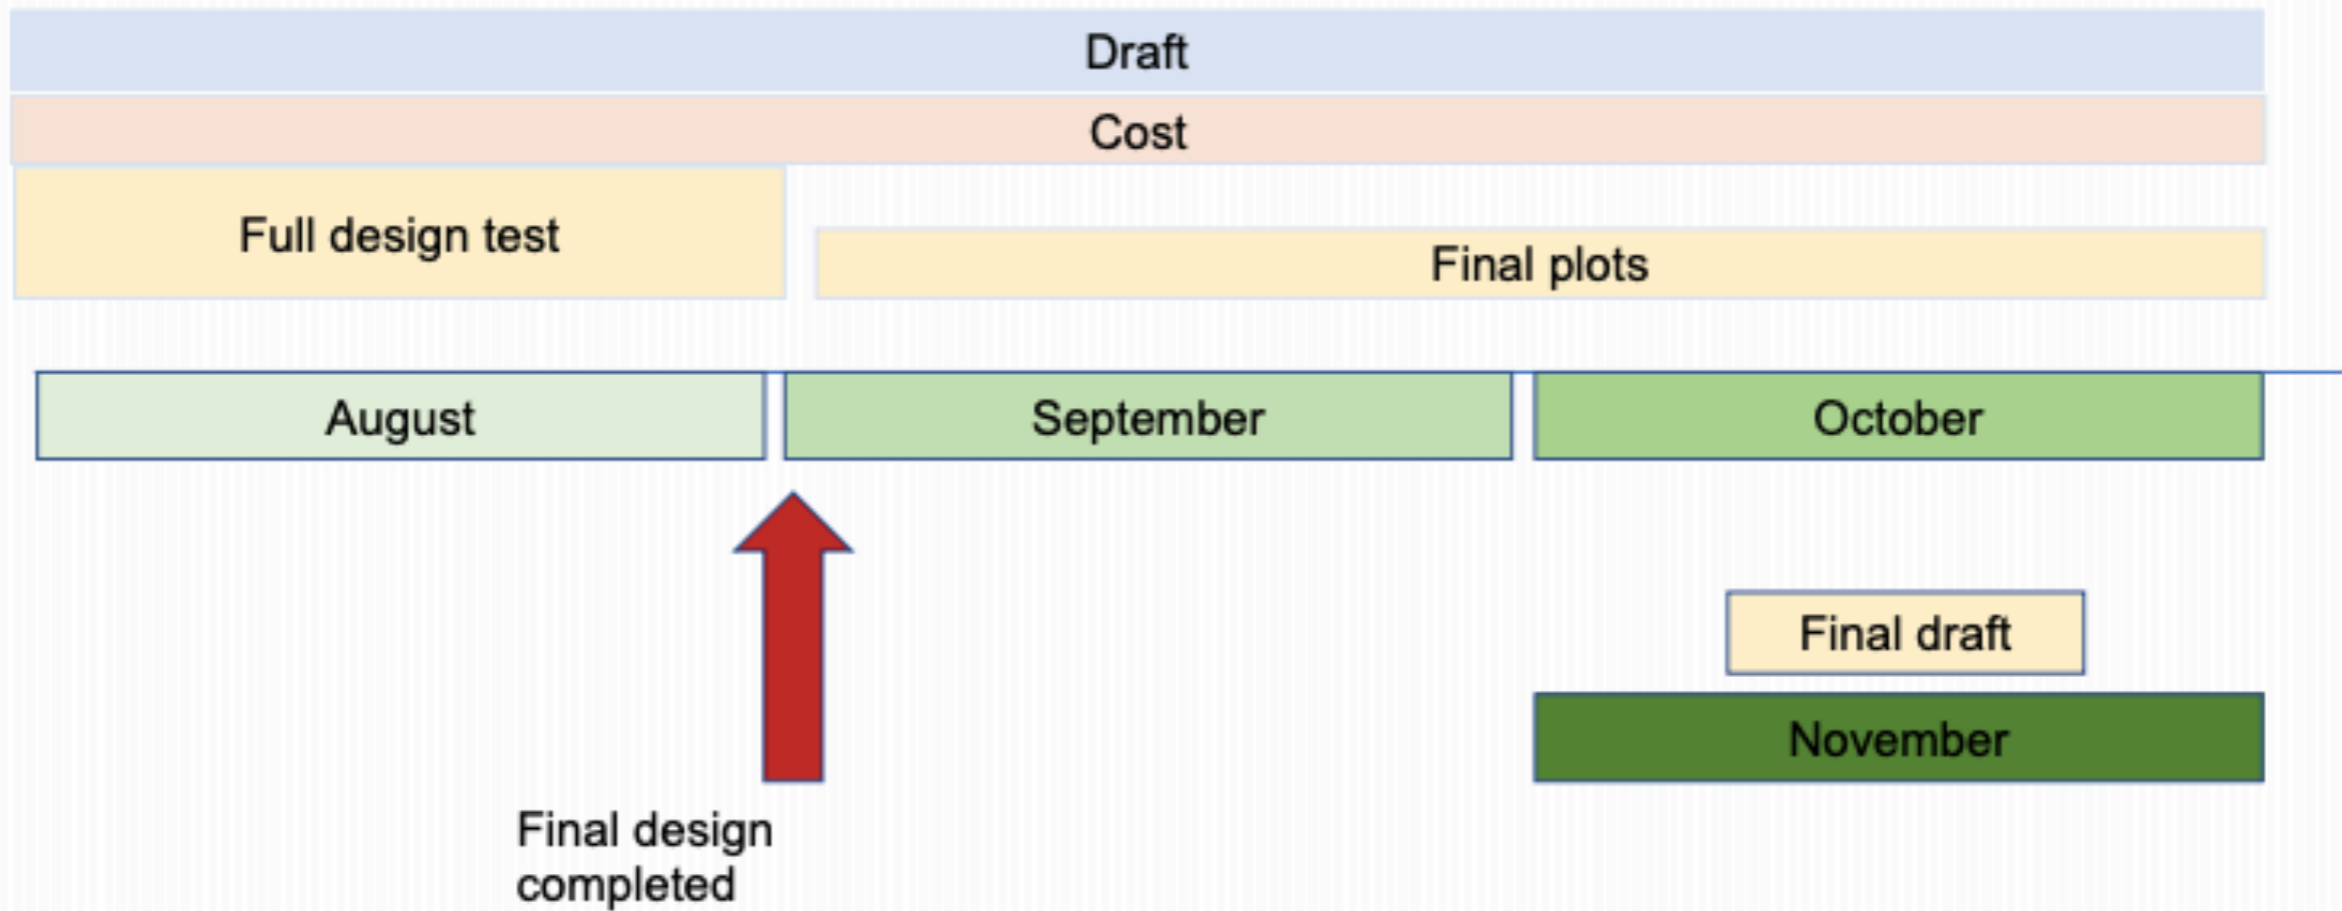 Draft
Cost
Full design test
Final plots
August
September
October
Final draft
November
Final design
completed